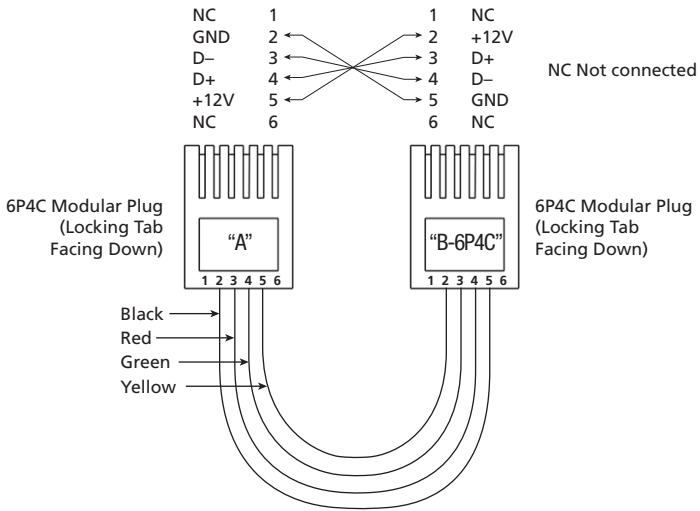 NC 1
GND 2
D– 3
D+ 4
+12V 5
NC 6
1 NC
2 +12V
3 D+
4 D–
5 GND
6 NC
NC Not connected
6P4C Modular Plug
(Locking Tab
Facing Down)
“A”
1 2 3 4 5 6
“B-6P4C”
1 2 3 4 5 6
6P4C Modular Plug
(Locking Tab
Facing Down)
Black
Red
Green
Yellow